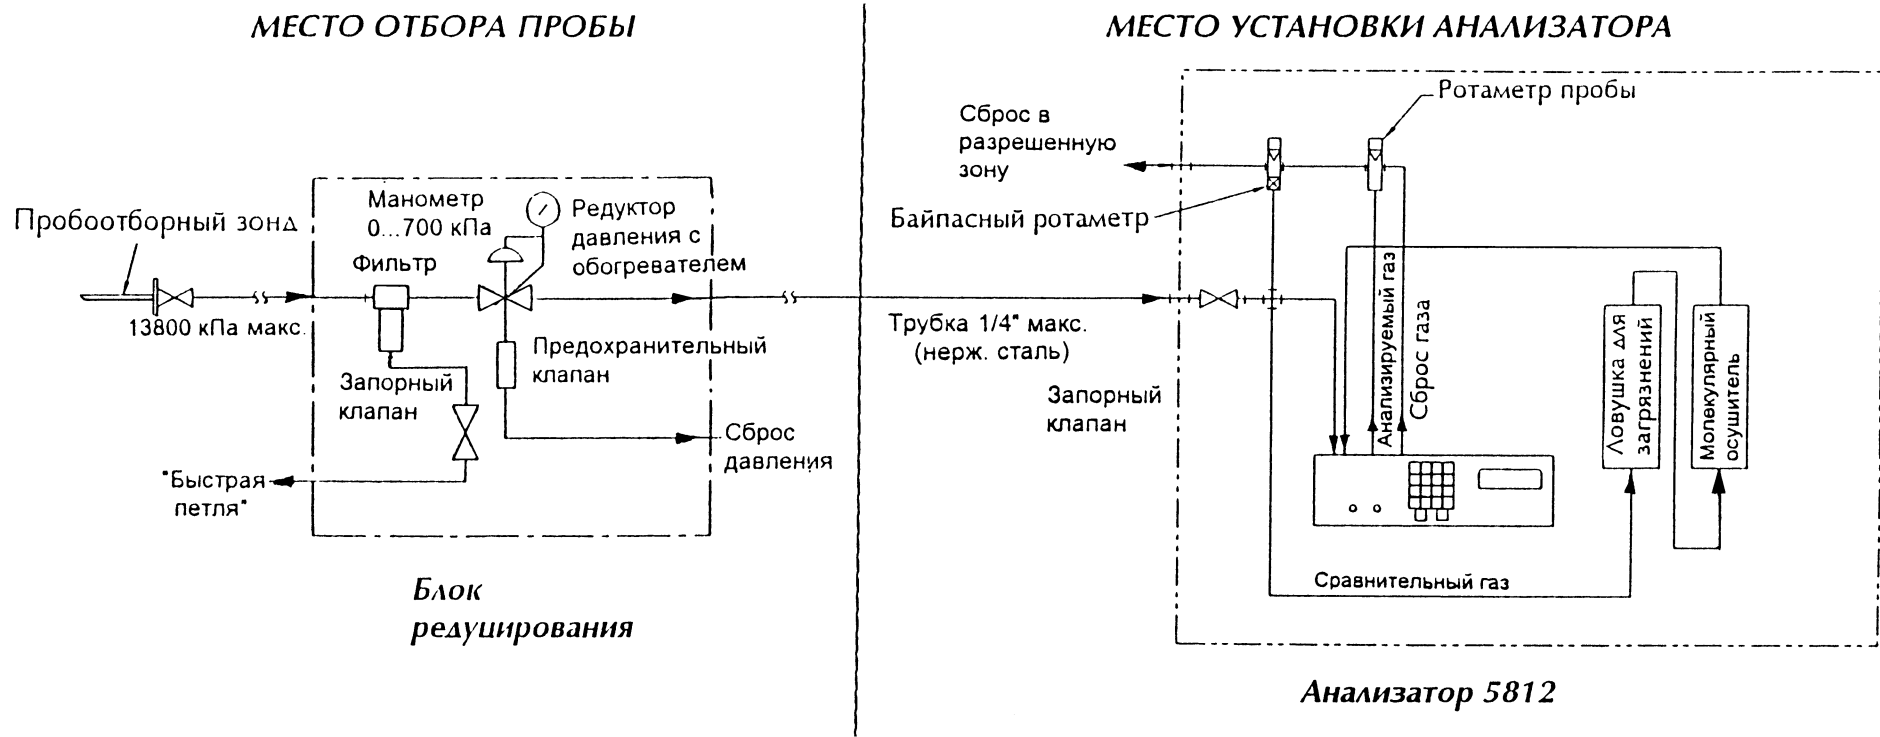 МЕСТО ОТБОРА ПРОБЫ
МЕСТО УСТАНОВКИ АНАЛИЗАТОРА
Пробоотборный зонд
13800 кПа макс.
Манометр
0...700 кПа
Фильтр
Редуктор
давления с
обогревателем
Предохранительный
клапан
Запорный
клапан
Сброс
давления
"Быстрая
петля"
Блок
редуцирования
Сброс в
разрешенную
зону
Ротаметр пробы
Байпасный ротаметр
Трубка 1/4" макс.
(нерж. сталь)
Запорный
клапан
Анализируемый газ
Сброс газа
Ловушка для
загрязнений
Молекулярный
осушитель
Сравнительный газ
Анализатор 5812